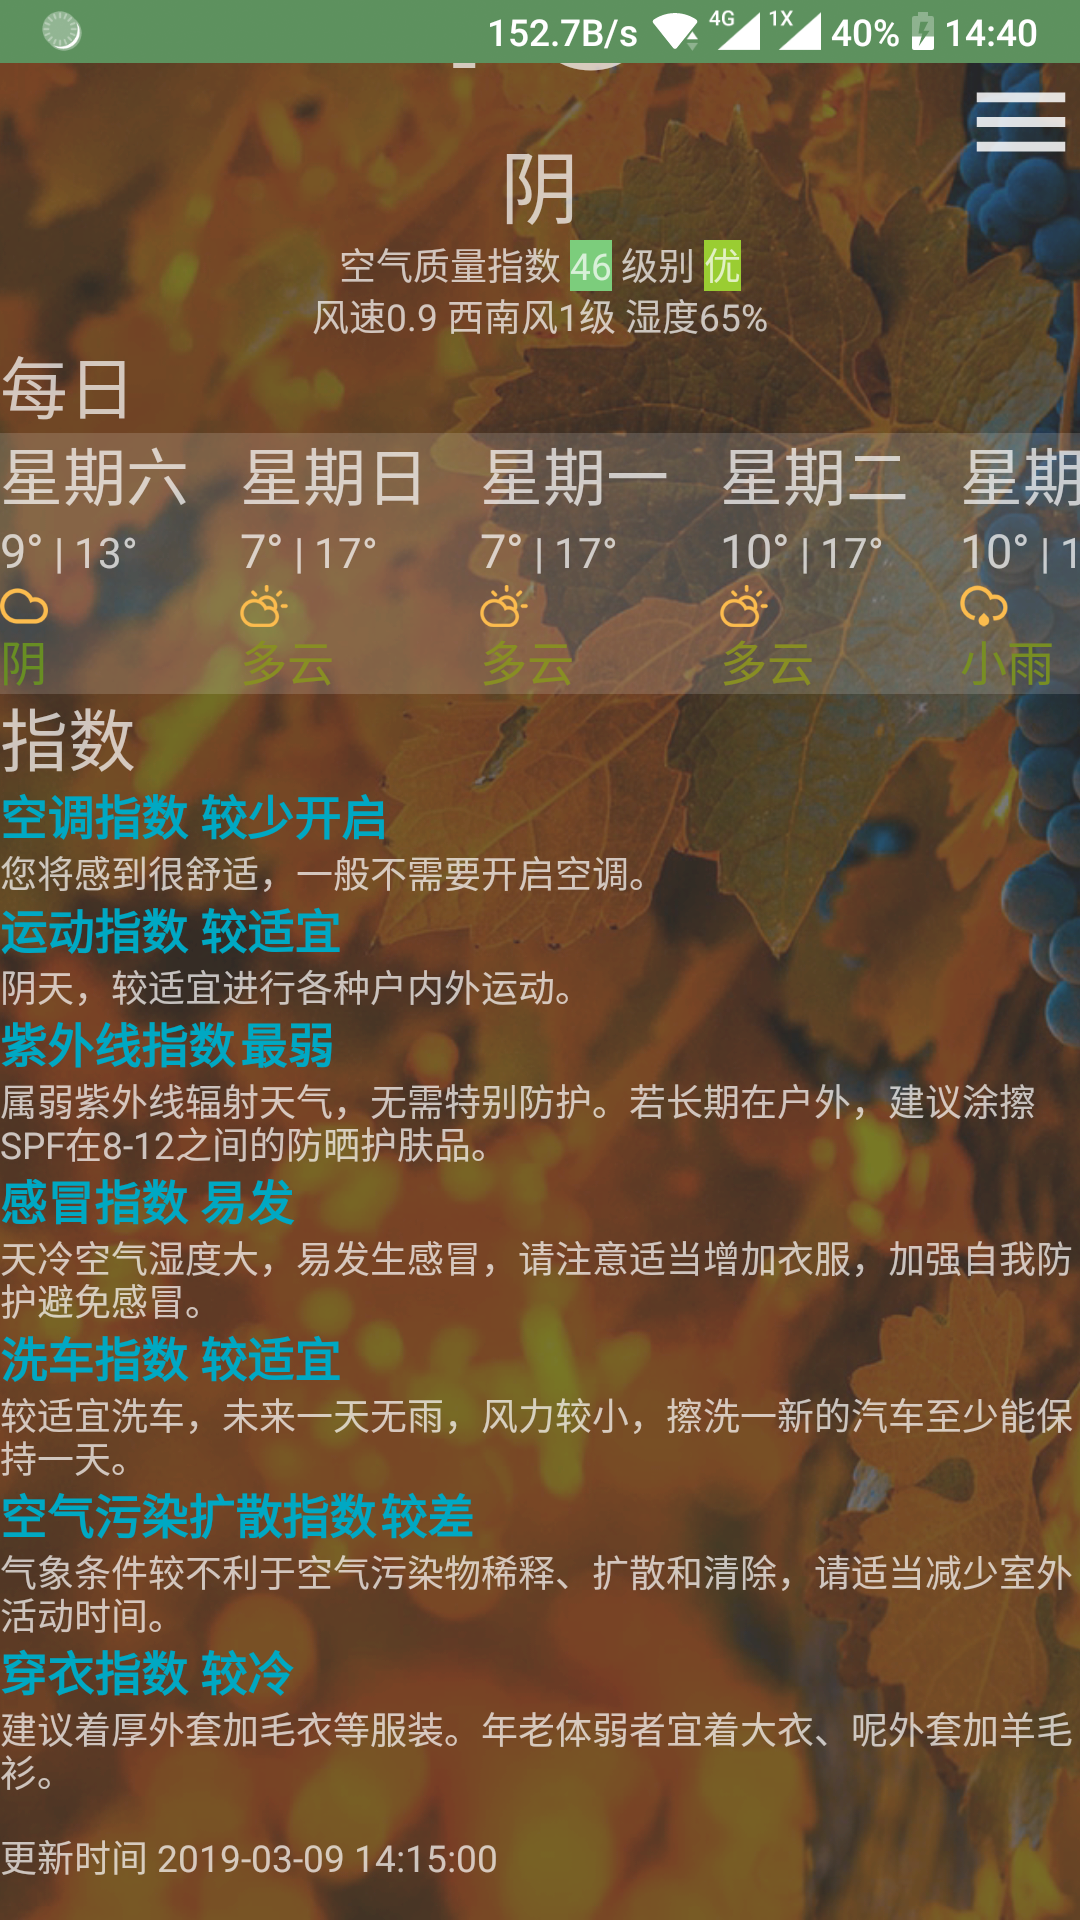 152.7B/s 4G 1X 40% 14:40
阴
空气质量指数 46 级别 优
风速0.9 西南风1级 湿度65%
每日
星期六 星期日 星期一 星期二 星期
9° | 13° 7° | 17° 7° | 17° 10° | 17° 10° | 1
阴 多云 多云 多云 小雨
指数
空调指数 较少开启
您将感到很舒适，一般不需要开启空调。
运动指数 较适宜
阴天，较适宜进行各种户内外运动。
紫外线指数 最弱
属弱紫外线辐射天气，无需特别防护。若长期在户外，建议涂擦
SPF在8-12之间的防晒护肤品。
感冒指数 易发
天冷空气湿度大，易发生感冒，请注意适当增加衣服，加强自我防
护避免感冒。
洗车指数 较适宜
较适宜洗车，未来一天无雨，风力较小，擦洗一新的汽车至少能保
持一天。
空气污染扩散指数 较差
气象条件较不利于空气污染物稀释、扩散和清除，请适当减少室外
活动时间。
穿衣指数 较冷
建议着厚外套加毛衣等服装。年老体弱者宜着大衣、呢外套加羊毛
衫。
更新时间 2019-03-09 14:15:00